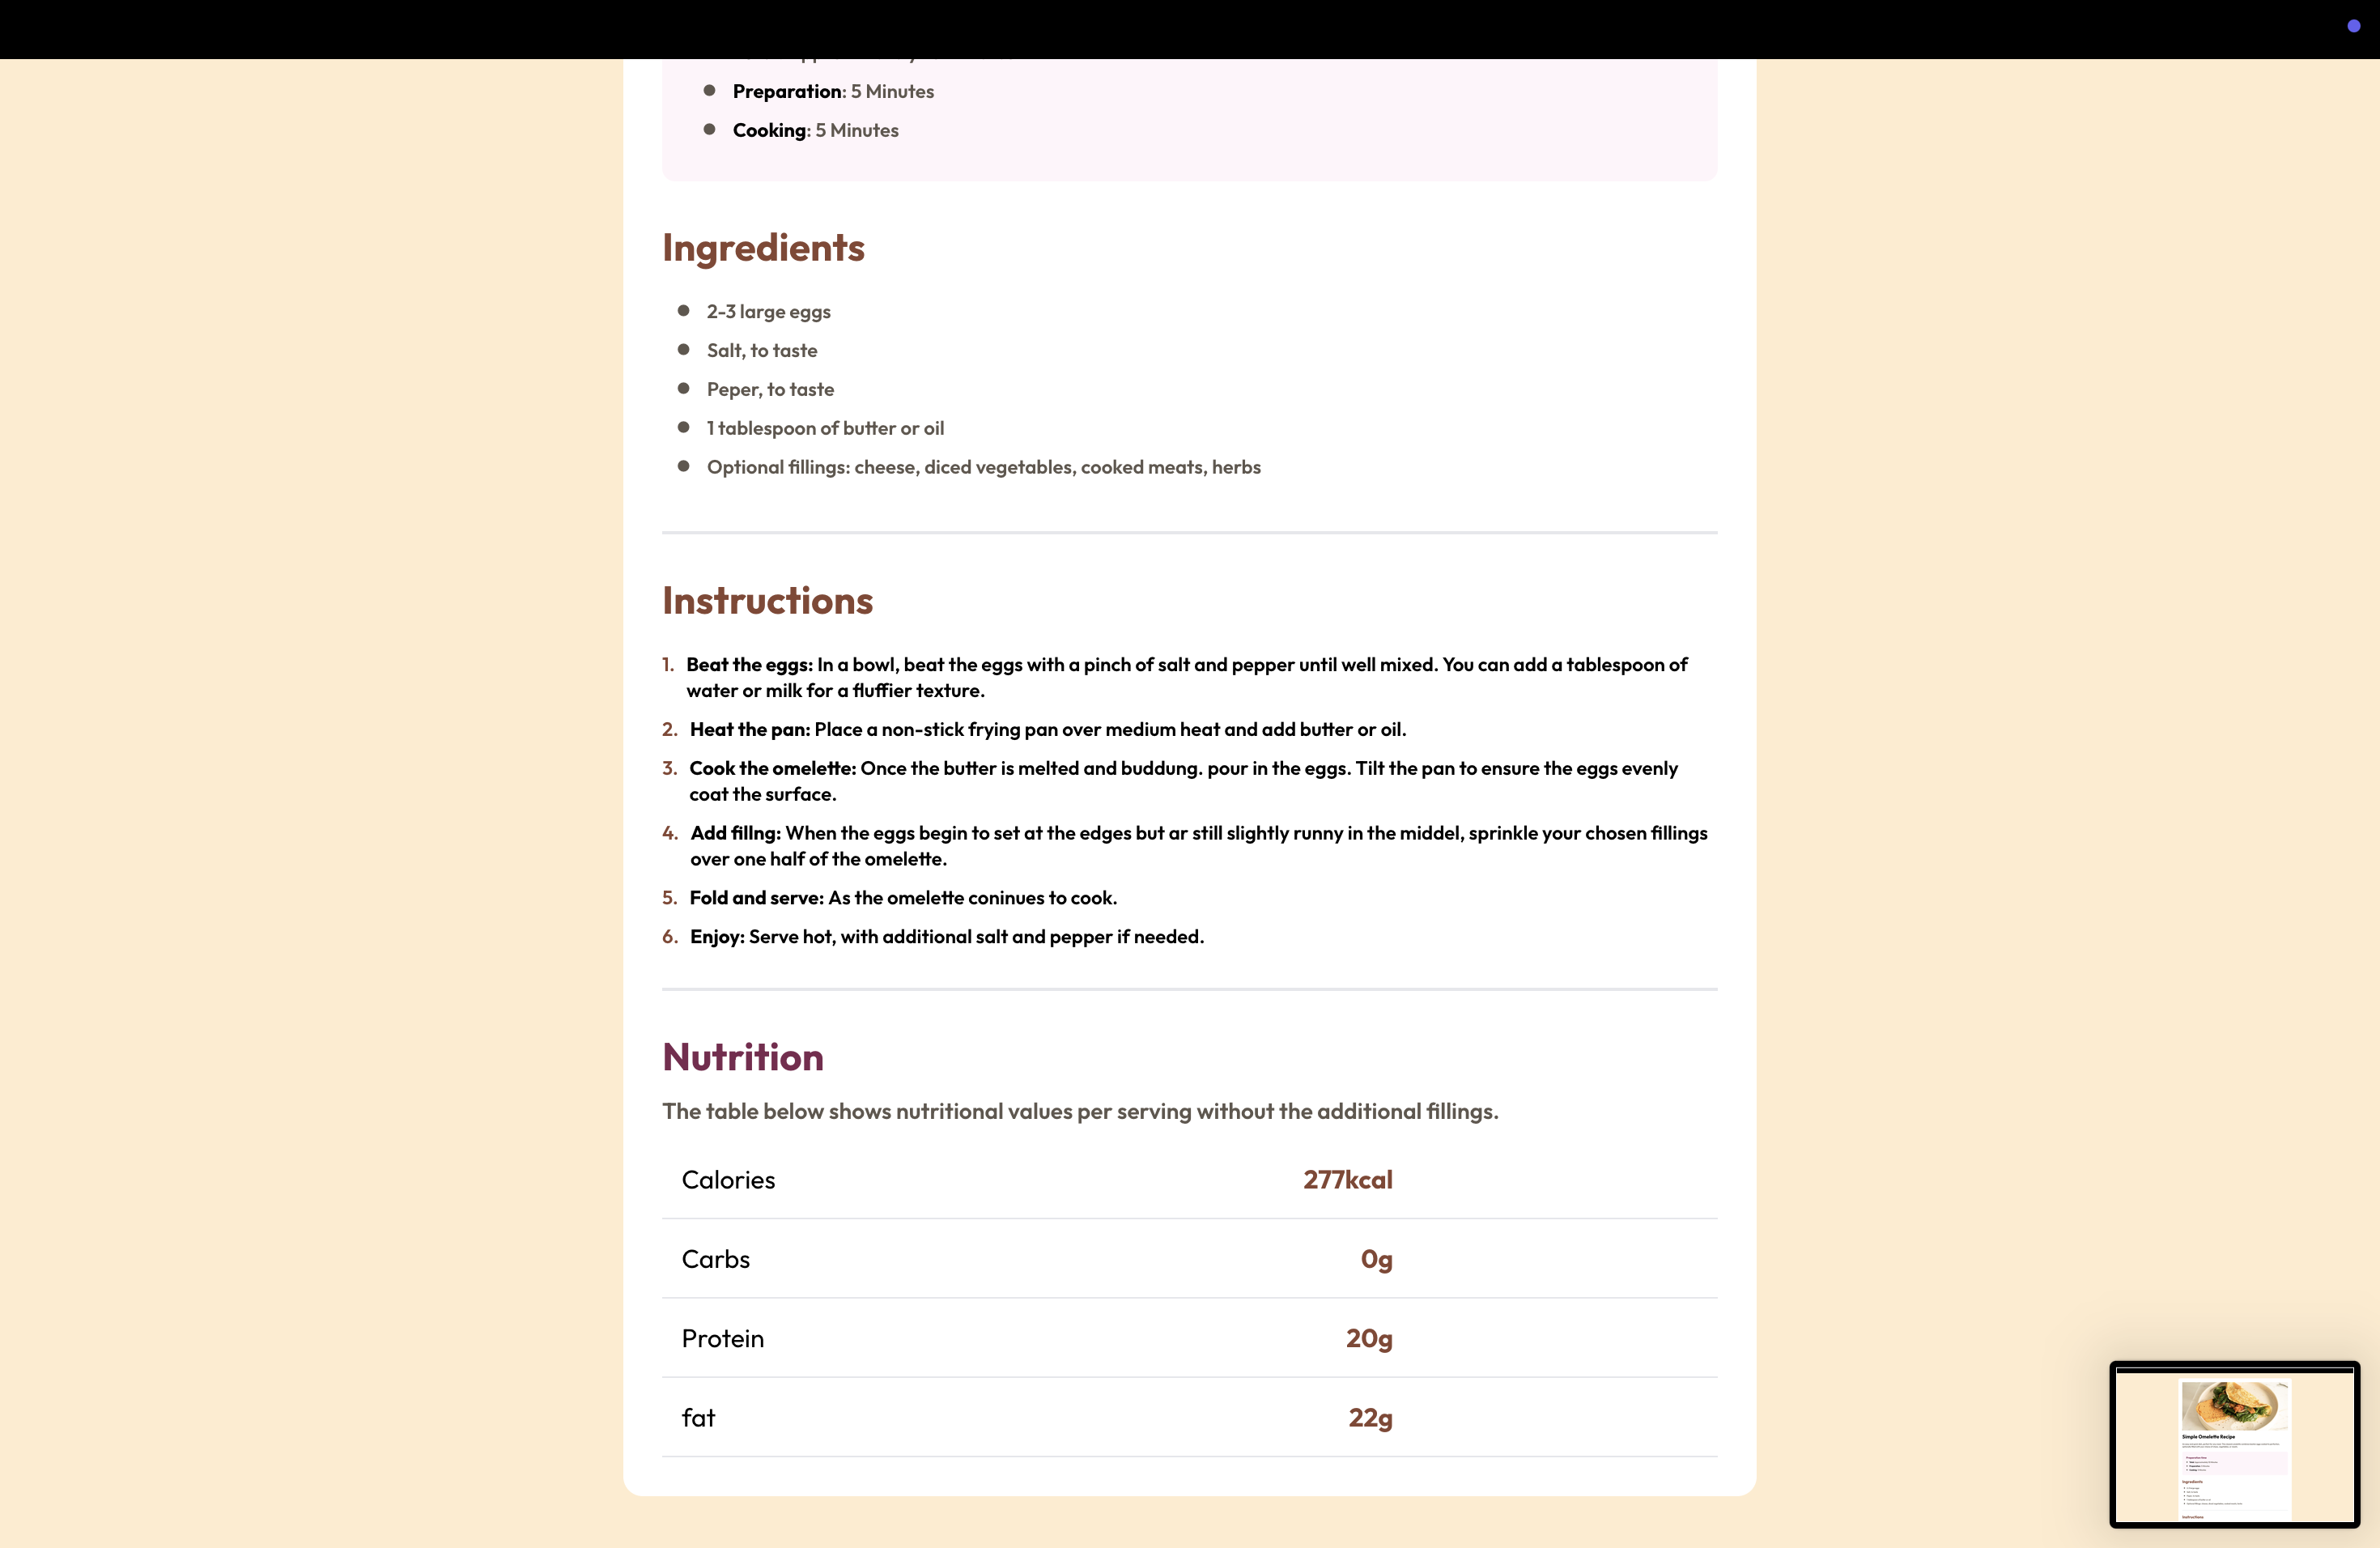 Preparation: 5 Minutes
Cooking: 5 Minutes
Ingredients
2-3 large eggs
Salt, to taste
Peper, to taste
1 tablespoon of butter or oil
Optional fillings: cheese, diced vegetables, cooked meats, herbs
Instructions
1. Beat the eggs: In a bowl, beat the eggs with a pinch of salt and pepper until well mixed. You can add a tablespoon of
water or milk for a fluffier texture.
2. Heat the pan: Place a non-stick frying pan over medium heat and add butter or oil.
3. Cook the omelette: Once the butter is melted and buddung. pour in the eggs. Tilt the pan to ensure the eggs evenly
coat the surface.
4. Add fillng: When the eggs begin to set at the edges but ar still slightly runny in the middel, sprinkle your chosen fillings
over one half of the omelette.
5. Fold and serve: As the omelette coninues to cook.
6. Enjoy: Serve hot, with additional salt and pepper if needed.
Nutrition
The table below shows nutritional values per serving without the additional fillings.
Calories 277kcal
Carbs 0g
Protein 20g
fat 22g
Simple Omelette Recipe
Ingredients
Instructions